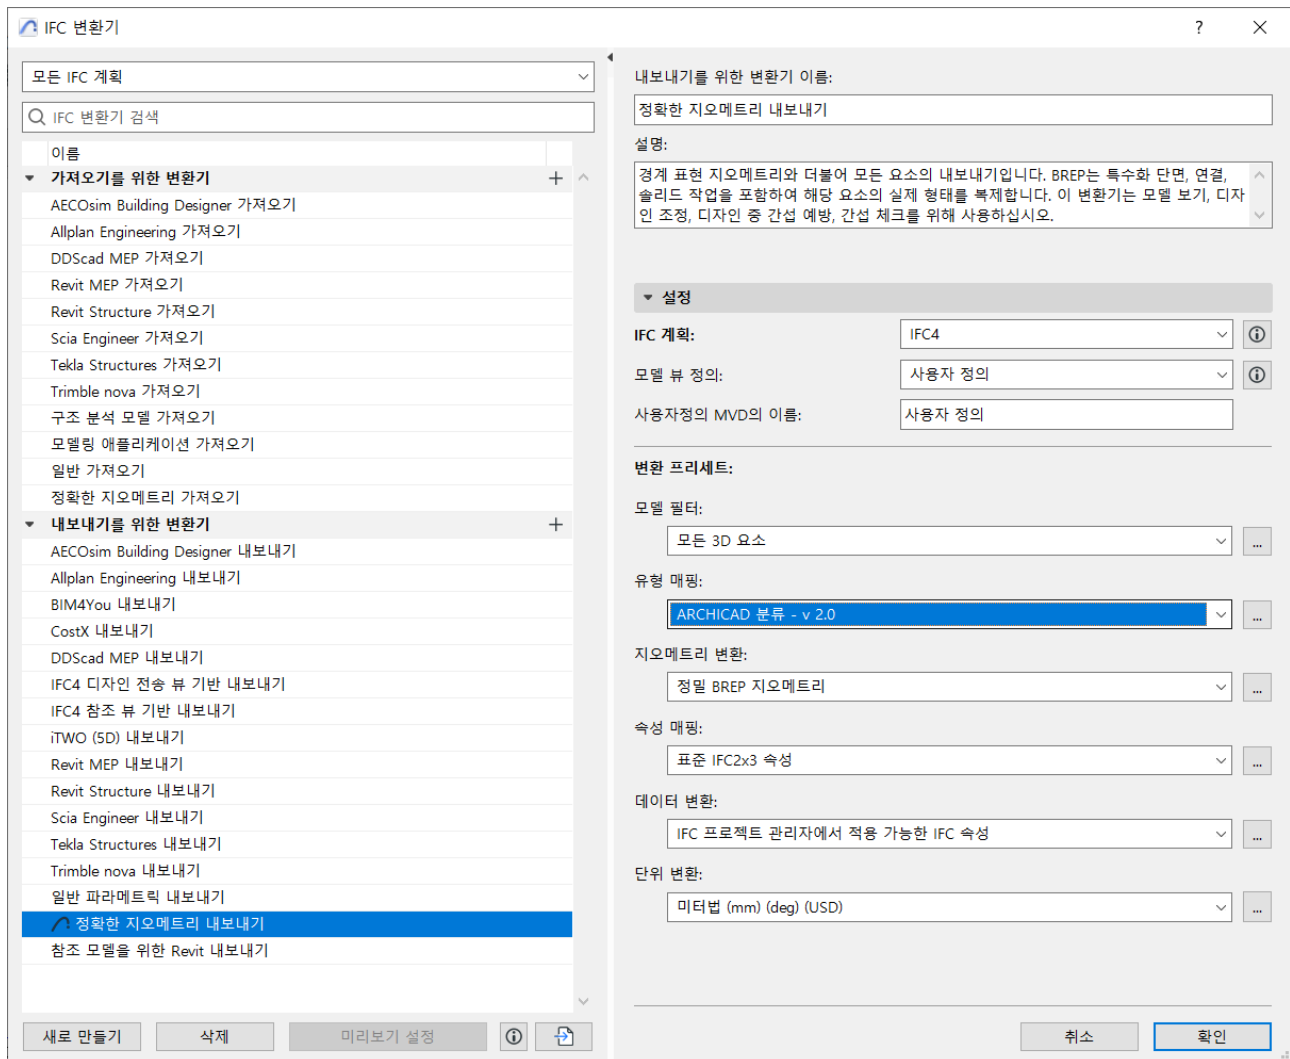 IFC 변환기
모든 IFC 계획
IFC 변환기 검색
이름
가져오기를 위한 변환기
AECOsim Building Designer 가져오기
Allplan Engineering 가져오기
DDScad MEP 가져오기
Revit MEP 가져오기
Revit Structure 가져오기
Scia Engineer 가져오기
Tekla Structures 가져오기
Trimble nova 가져오기
구조 분석 모델 가져오기
모델링 애플리케이션 가져오기
일반 가져오기
정확한 지오메트리 가져오기
내보내기를 위한 변환기
AECOsim Building Designer 내보내기
Allplan Engineering 내보내기
BIM4You 내보내기
CostX 내보내기
DDScad MEP 내보내기
IFC4 디자인 전송 뷰 기반 내보내기
IFC4 참조 뷰 기반 내보내기
iTWO (5D) 내보내기
Revit MEP 내보내기
Revit Structure 내보내기
Scia Engineer 내보내기
Tekla Structures 내보내기
Trimble nova 내보내기
일반 파라메트릭 내보내기
정확한 지오메트리 내보내기
참조 모델을 위한 Revit 내보내기
새로 만들기
삭제
미리보기 설정
내보내기를 위한 변환기 이름:
정확한 지오메트리 내보내기
설명:
경계 표현 지오메트리와 더불어 모든 요소의 내보내기입니다. BREP는 특수화 단면, 연결,
솔리드 작업을 포함하여 해당 요소의 실제 형태를 복제합니다. 이 변환기는 모델 보기, 디자
인 조정, 디자인 중 간섭 예방, 간섭 체크를 위해 사용하십시오.
설정
IFC 계획:
IFC4
모델 뷰 정의:
사용자 정의
사용자정의 MVD의 이름:
사용자 정의
변환 프리세트:
모델 필터:
모든 3D 요소
...
유형 매핑:
ARCHICAD 분류 - v 2.0
...
지오메트리 변환:
정밀 BREP 지오메트리
...
속성 매핑:
표준 IFC2x3 속성
...
데이터 변환:
IFC 프로젝트 관리자에서 적용 가능한 IFC 속성
...
단위 변환:
미터법 (mm) (deg) (USD)
...
취소
확인